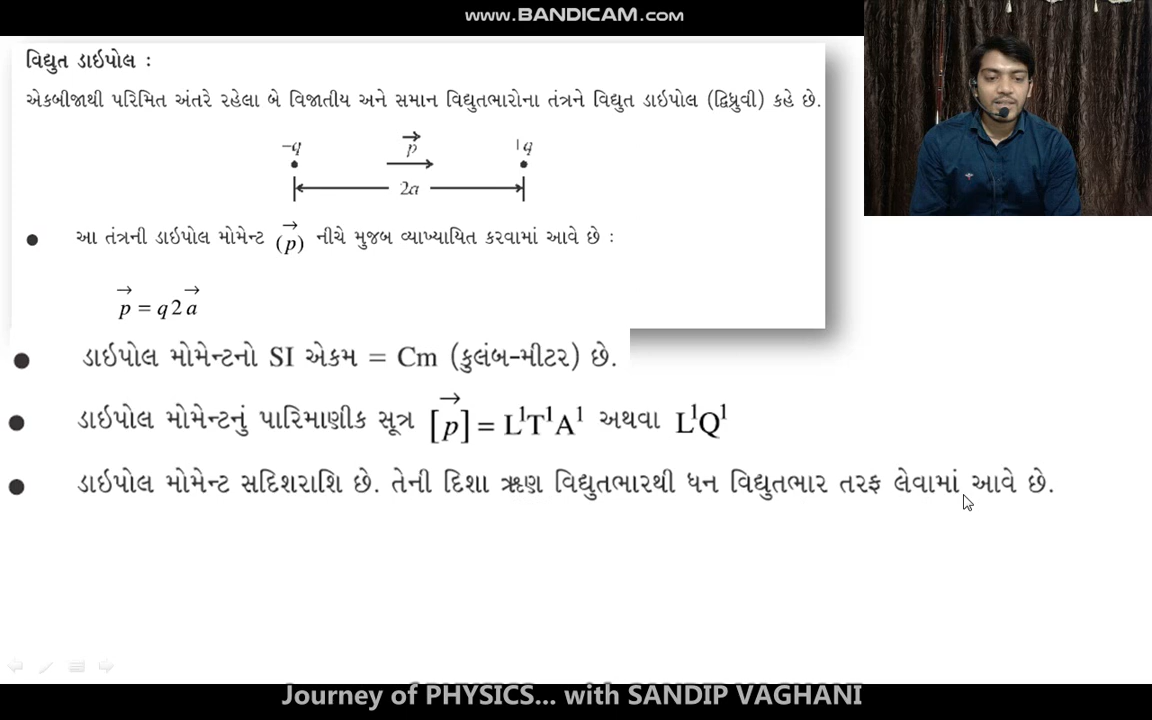 www.BANDICAM.com
વિદ્યુત ડાઇપોલ :
એકબીજાથી પરિમિત અંતરે રહેલા બે વિજાતીય અને સમાન વિદ્યુતભારોના તંત્રને વિદ્યુત ડાઇપોલ (દ્વિધ્રુવી) કહે છે.
−q p⃗ q
2a
• આ તંત્રની ડાઇપોલ મોમેન્ટ (p⃗) નીચે મુજબ વ્યાખ્યાયિત કરવામાં આવે છે :
p⃗ = q2a⃗
• ડાઇપોલ મોમેન્ટનો SI એકમ = Cm (કુલંબ-મીટર) છે.
• ડાઇપોલ મોમેન્ટનું પારિમાણીક સૂત્ર [p⃗] = L¹T¹A¹ અથવા L¹Q¹
• ડાઇપોલ મોમેન્ટ સદિશરાશિ છે. તેની દિશા ઋણ વિદ્યુતભારથી ધન વિદ્યુતભાર તરફ લેવામાં આવે છે.
Journey of PHYSICS... with SANDIP VAGHANI